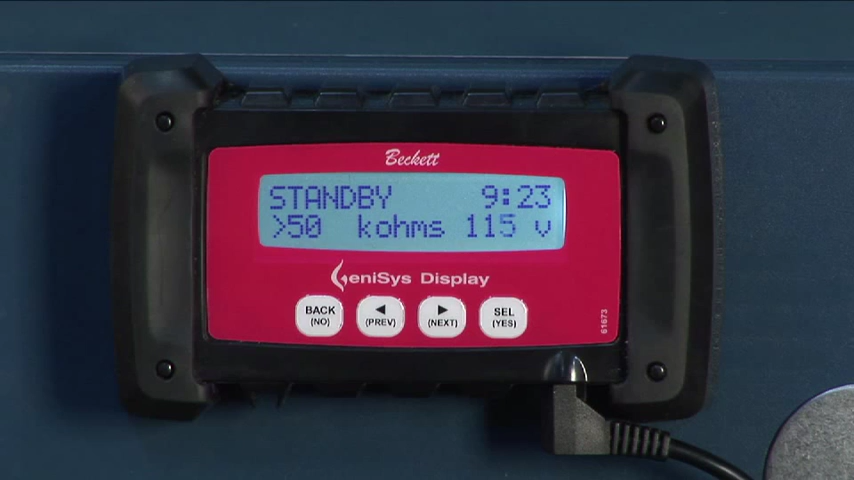 Beckett
STANDBY 9:23
>50 kohms 115 v
GeniSys Display
BACK (PREV) (NEXT) SEL
(NO) (YES)
61673